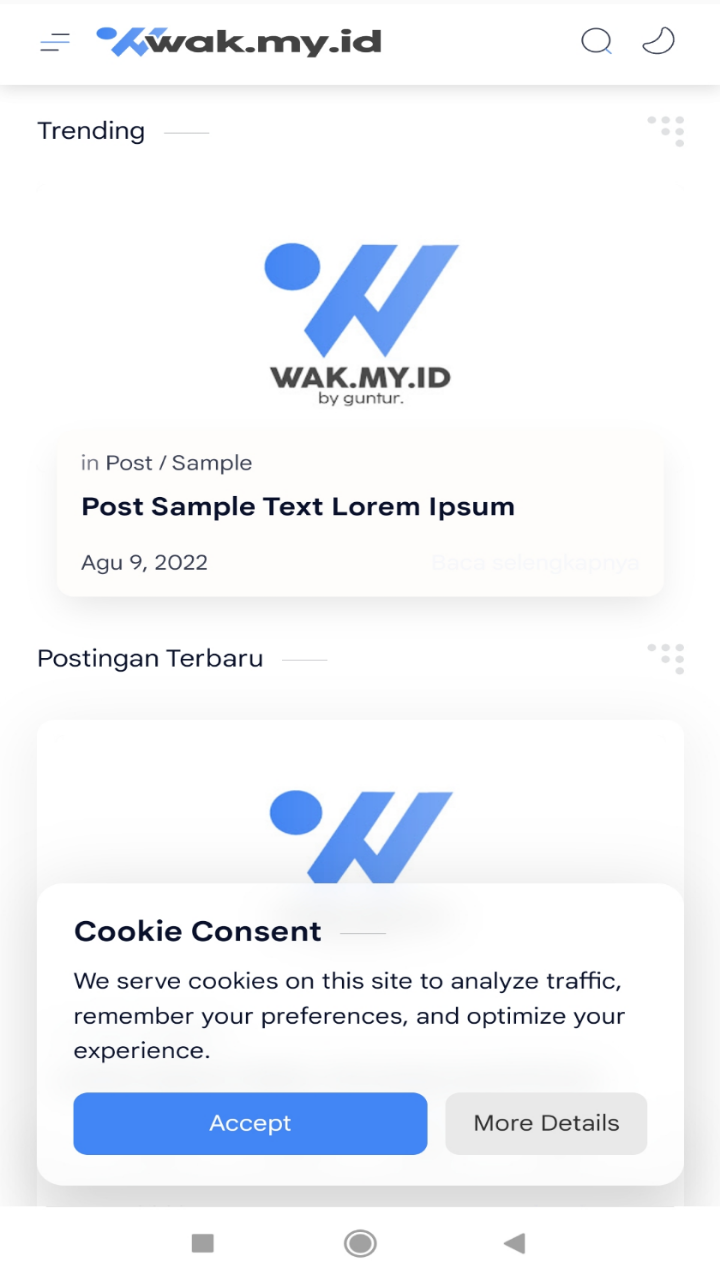 wak.my.id
Trending
WAK.MY.ID
by guntur.
in Post / Sample
Post Sample Text Lorem Ipsum
Agu 9, 2022
Baca selengkapnya
Postingan Terbaru
Cookie Consent
We serve cookies on this site to analyze traffic,
remember your preferences, and optimize your
experience.
Accept
More Details